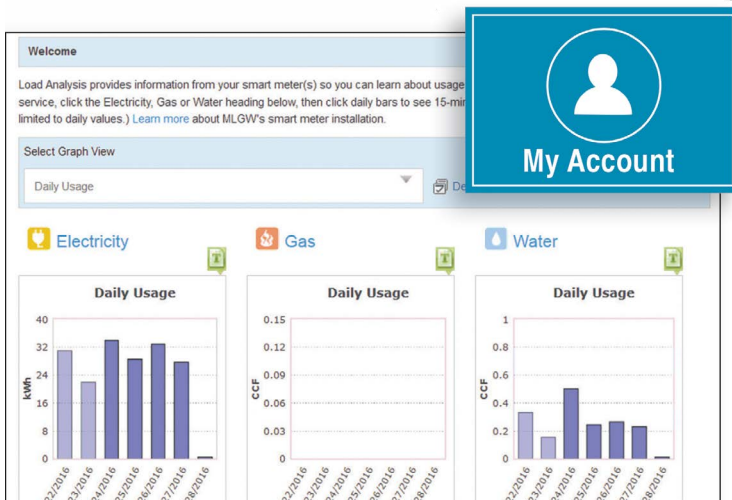 Welcome
My Account
Load Analysis provides information from your smart meter(s) so you can learn about usage
service, click the Electricity, Gas or Water heading below, then click daily bars to see
limited to daily values.) Learn more about MLGW's smart meter installation.
Select Graph View
Daily Usage
Electricity
Gas
Water
Daily Usage
40
32
24
16
8
0
kWh
Daily Usage
0.15
0.12
0.09
0.06
0.03
0
CCF
Daily Usage
1
0.8
0.6
0.4
0.2
0
CCF